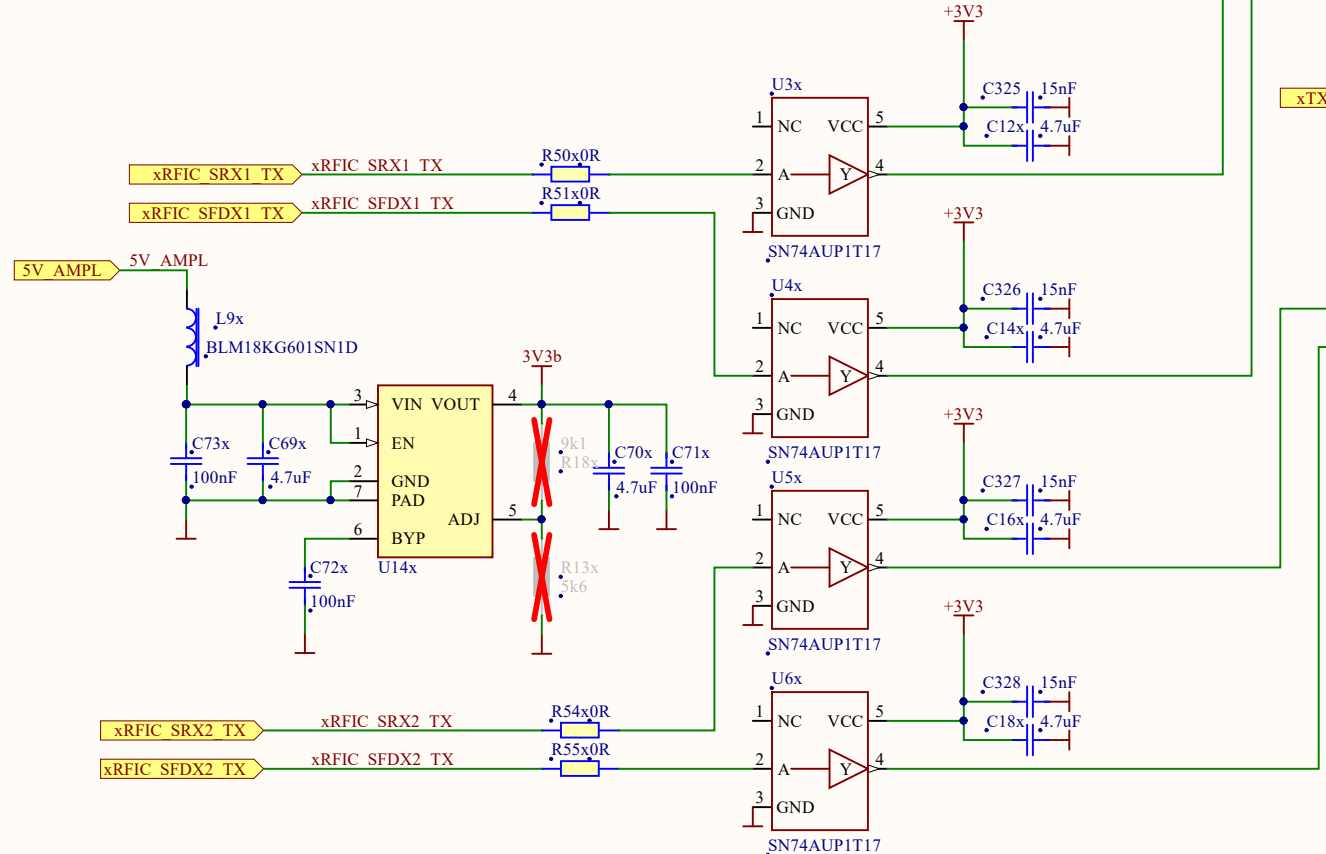 +3V3
U3x
C325 15nF
xTX
1 NC VCC 5
C12x 4.7uF
xRFIC_SRX1_TX xRFIC_SRX1_TX R50x0R 2 A Y 4
xRFIC_SFDX1_TX xRFIC_SFDX1_TX R51x0R 3 GND
+3V3
SN74AUP1T17
5V_AMPL 5V_AMPL
U4x
C326 15nF
L9x
1 NC VCC 5
C14x 4.7uF
BLM18KG601SN1D
3V3b
2 A Y 4
3 VIN VOUT 4
3 GND
+3V3
1 EN
9k1
C73x C69x R18x C70x C71x
SN74AUP1T17
100nF 4.7uF 2 GND 4.7uF 100nF
U5x
C327 15nF
7 PAD
ADJ 5
1 NC VCC 5
C16x 4.7uF
6 BYP
C72x U14x R13x
2 A Y 4
5k6
100nF
3 GND
+3V3
SN74AUP1T17
U6x
C328 15nF
xRFIC_SRX2_TX xRFIC_SRX2_TX R54x0R
1 NC VCC 5
C18x 4.7uF
xRFIC_SFDX2_TX xRFIC_SFDX2_TX R55x0R
2 A Y 4
3 GND
SN74AUP1T17